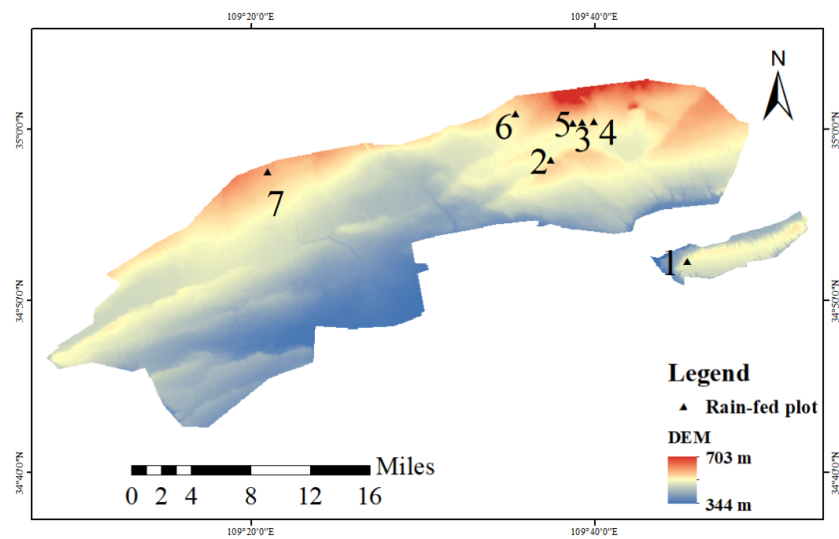 109°20'0"E 109°40'0"E
N
35°0'0"N 35°0'0"N
6 5 3 4
2
7
1
34°50'0"N 34°50'0"N
Legend
Rain-fed plot
DEM
703 m
344 m
Miles
0 2 4 8 12 16
34°40'0"N 34°40'0"N
109°20'0"E 109°40'0"E